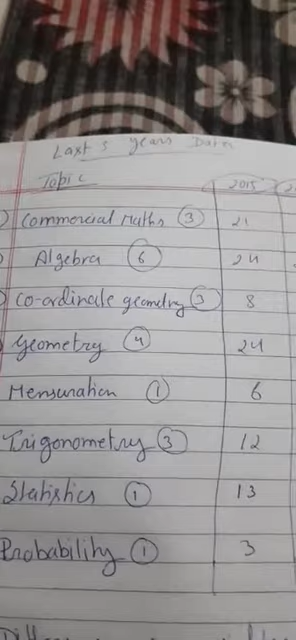 Last 5 years Data
Topic 2015
Commercial Maths ③ 21
Algebra ⑥ 24
Co-ordinate geometry ③ 8
Geometry ④ 24
Mensuration ① 6
Trigonometry ③ 12
Statistics ① 13
Probability ① 3